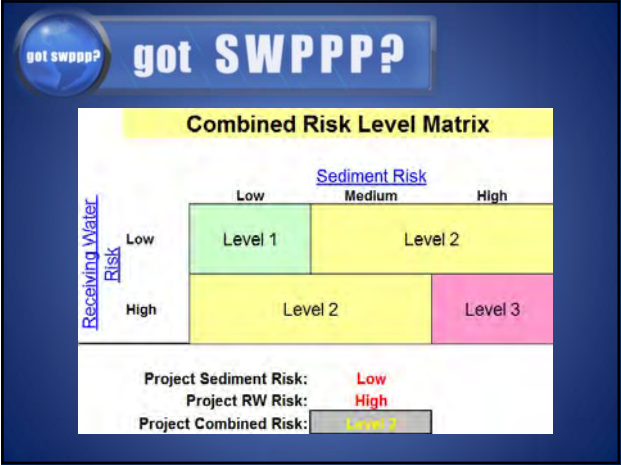 got swppp?
got SWPPP?
Combined Risk Level Matrix
Sediment Risk
Low Medium High
Receiving Water
Risk
Low Level 1 Level 2
High Level 2 Level 3
Project Sediment Risk: Low
Project RW Risk: High
Project Combined Risk: Level 2